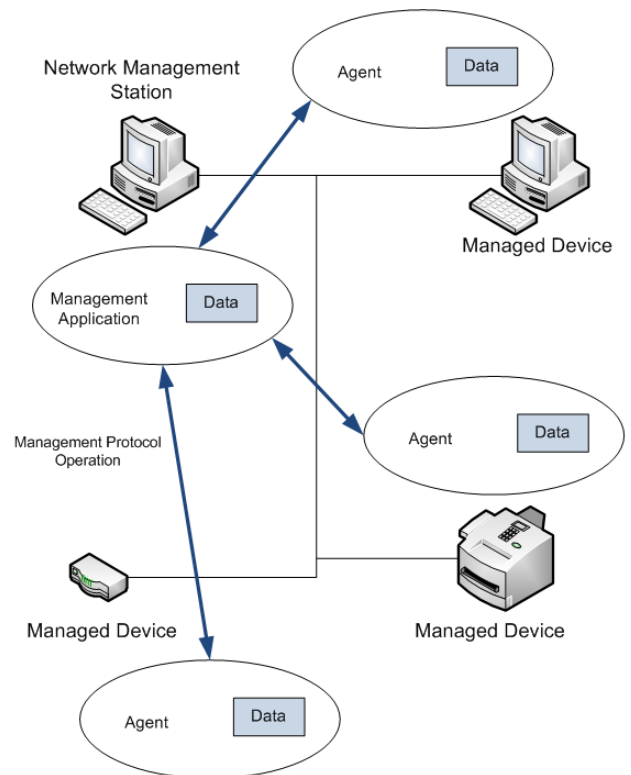 Agent
Data
Network Management
Station
Managed Device
Management
Application
Data
Agent
Data
Management Protocol
Operation
Managed Device
Managed Device
Agent
Data